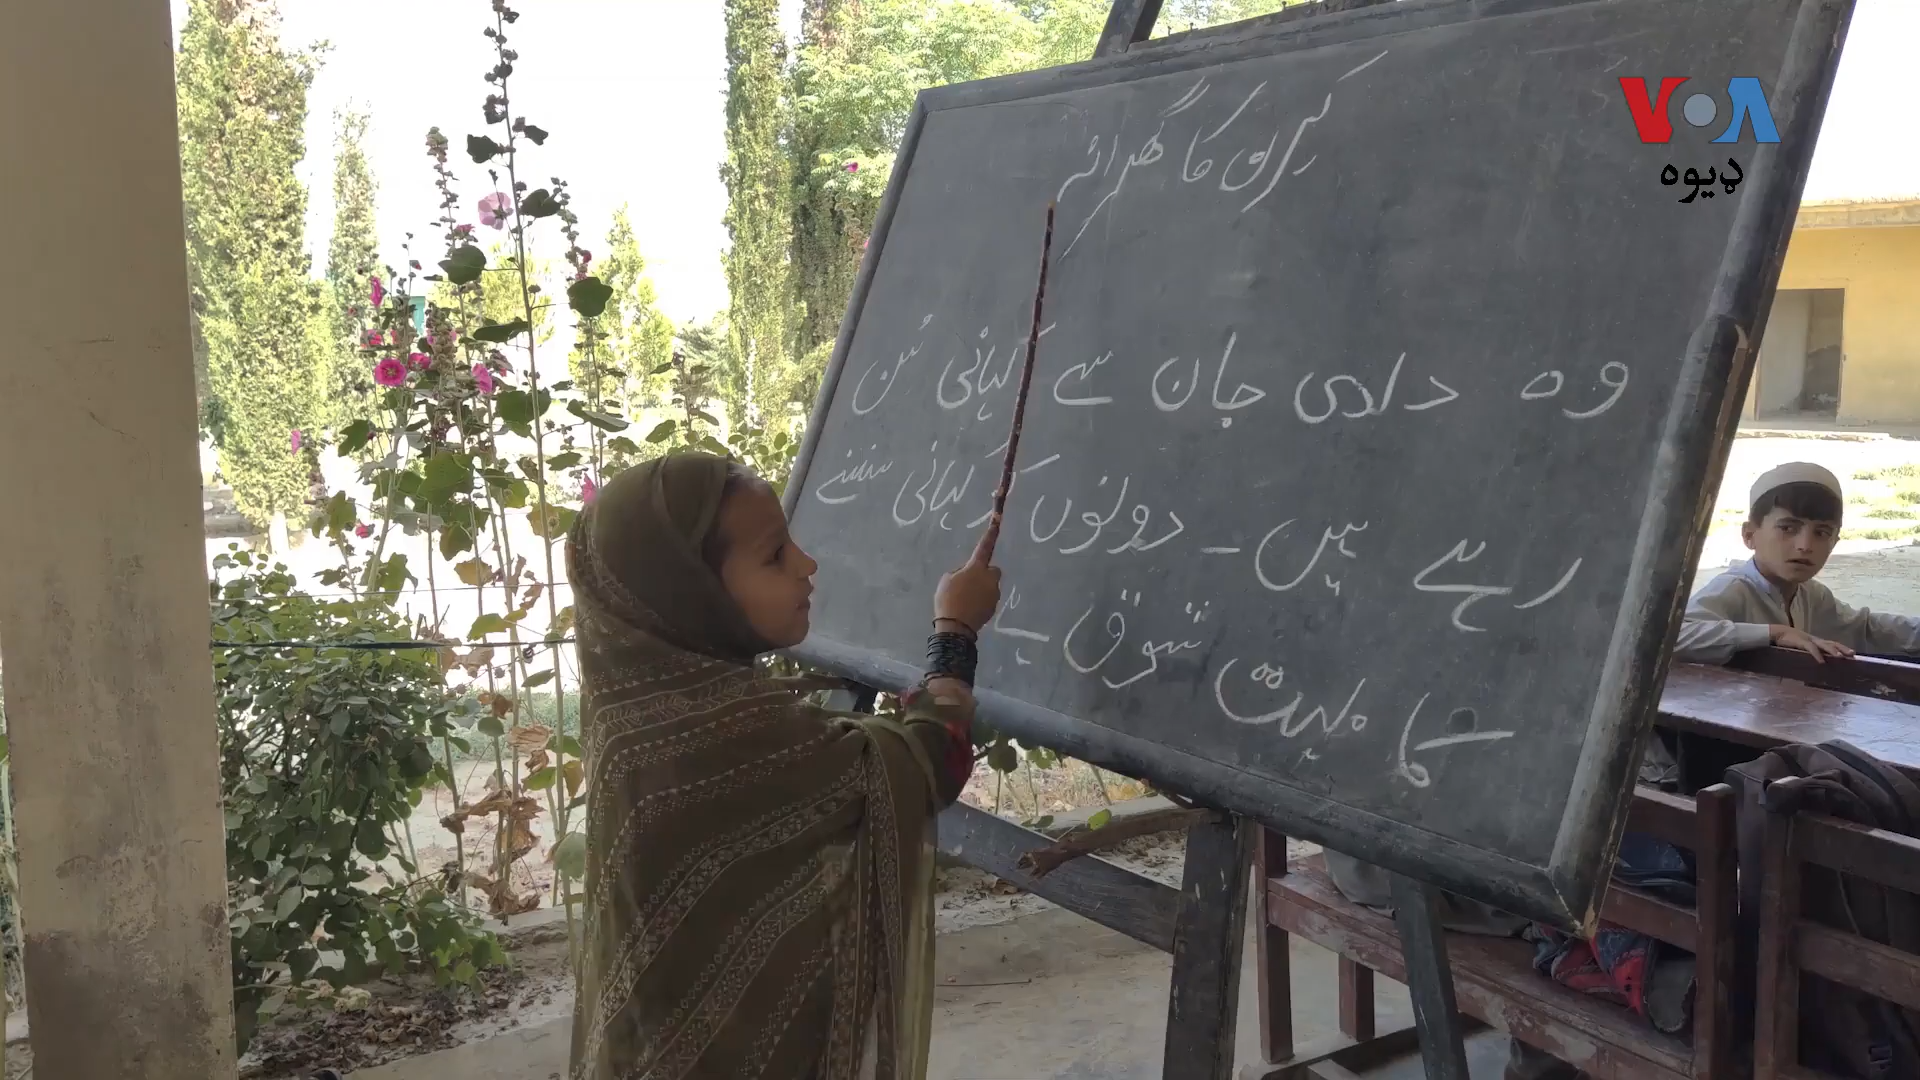 کرن کا گھرانہ
VOA
ډیوه
وہ دادی جان سے کہانی سُن
رہے ہیں ۔ دونوں کو کہانی سننے
کا بہت شوق ہے